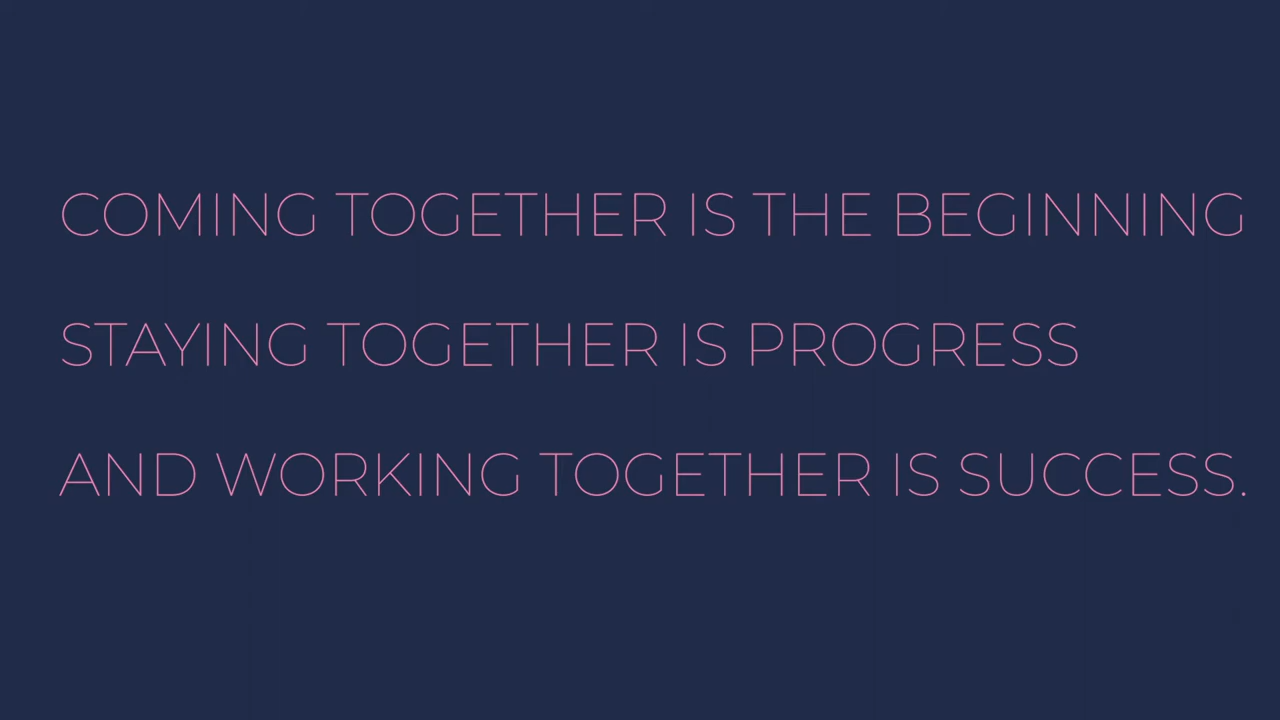 COMING TOGETHER IS THE BEGINNING
STAYING TOGETHER IS PROGRESS
AND WORKING TOGETHER IS SUCCESS.